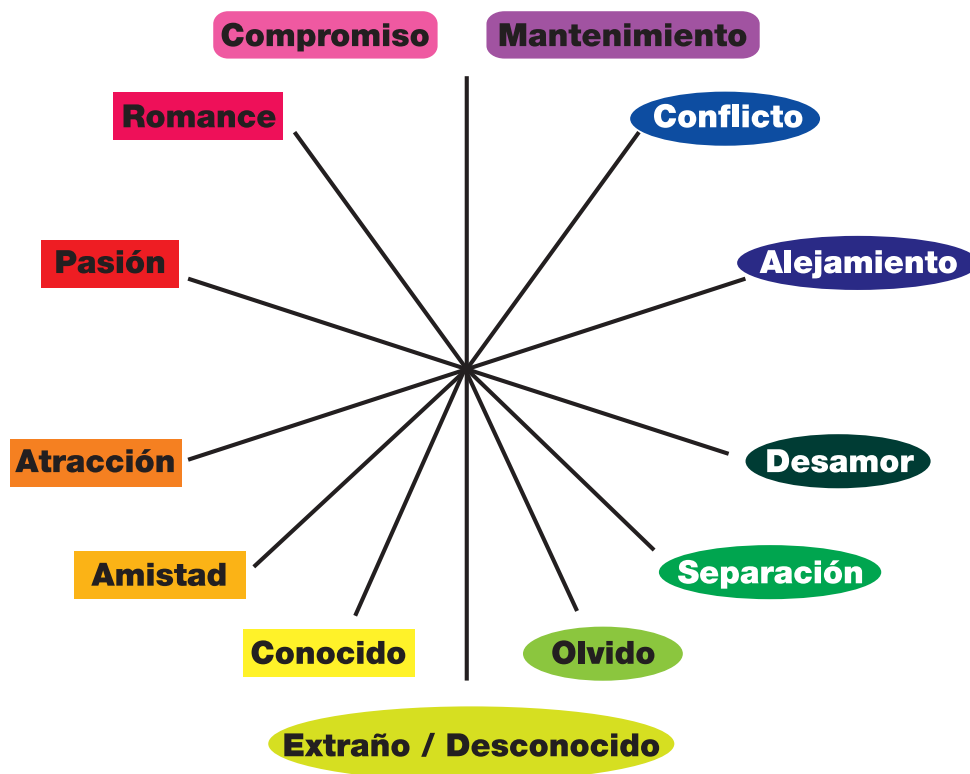 Compromiso
Mantenimiento
Romance
Conflicto
Pasión
Alejamiento
Atracción
Desamor
Amistad
Separación
Conocido
Olvido
Extraño / Desconocido